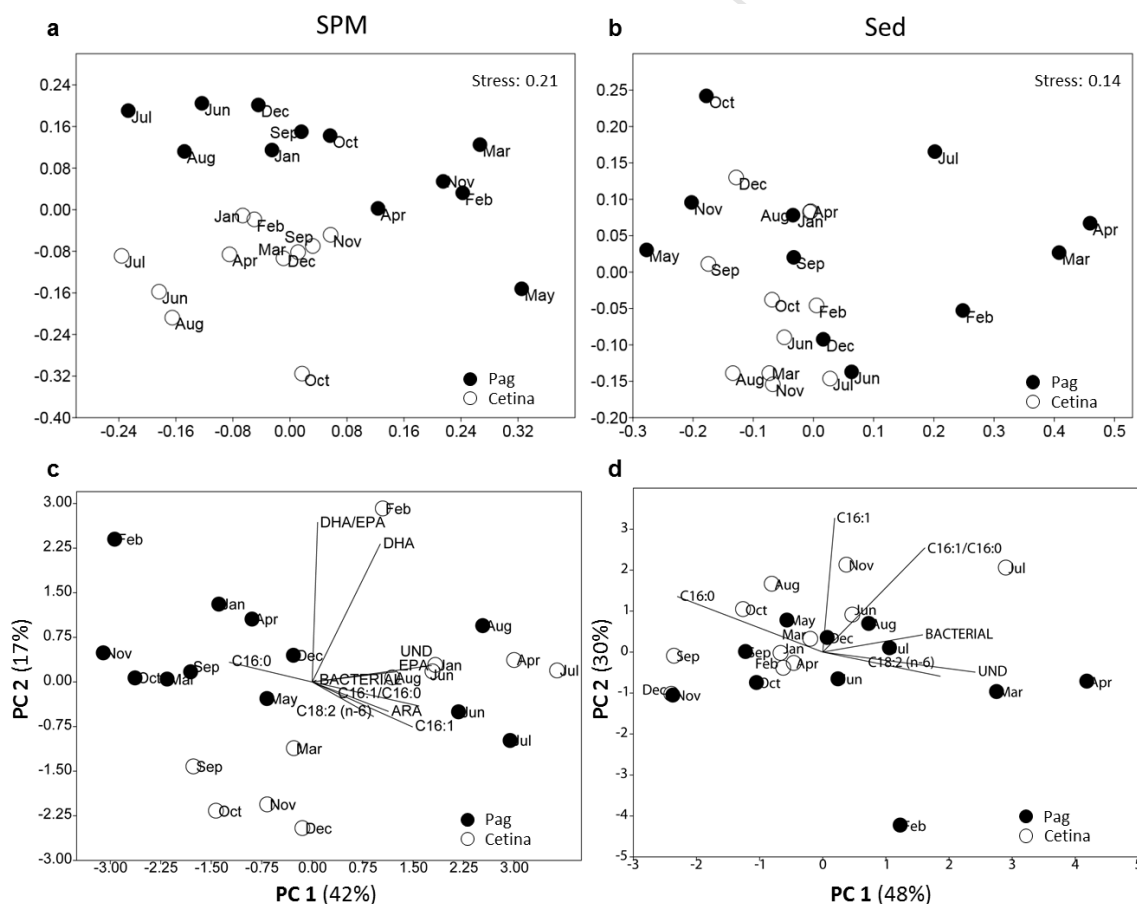 a
SPM
Stress: 0.21
0.24
0.16
0.08
0.00
-0.08
-0.16
-0.24
-0.32
-0.40
-0.24
-0.16
-0.08
0.00
0.08
0.16
0.24
0.32
Jul
Jun
Dec
Sep
Oct
Aug
Jan
Mar
Nov
Feb
Apr
May
Jan
Feb
Sep
Nov
Mar
Dec
Apr
Jul
Jun
Aug
Oct
Pag
Cetina
b
Sed
Stress: 0.14
0.25
0.20
0.15
0.10
0.05
0.00
-0.05
-0.10
-0.15
-0.20
-0.3
-0.2
-0.1
0.0
0.1
0.2
0.3
0.4
0.5
Oct
Jul
Dec
Nov
Aug
Jan
Apr
Apr
May
Sep
Sep
Mar
Oct
Feb
Feb
Jun
Dec
Aug
Mar
Nov
Jul
Jun
Pag
Cetina
c
PC 2 (17%)
3.00
2.25
1.50
0.75
0.00
-0.75
-1.50
-2.25
-3.00
-3.00
-2.25
-1.50
-0.75
0.00
0.75
1.50
2.25
3.00
PC 1 (42%)
Feb
DHA/EPA
DHA
Feb
Jan
Apr
Aug
Nov
Sep
C16:0
Dec
UND
EPA
Jan
Apr
Jul
Oct
Mar
BACTERIAL
Aug
Jun
May
C16:1/C16:0
C18:2 (n-6)
ARA
C16:1
Jun
Jul
Mar
Sep
Oct
Nov
Dec
Pag
Cetina
d
PC 2 (30%)
3
2
1
0
-1
-2
-3
-4
-5
-3
-2
-1
0
1
2
3
4
5
PC 1 (48%)
C16:1
C16:1/C16:0
Nov
Jul
Aug
C16:0
Oct
May
Jun
Aug
BACTERIAL
Mar
Dec
Jul
Sep
Sep
Jan
Feb
Apr
C18:2 (n-6)
UND
Dec
Nov
Oct
Jun
Mar
Apr
Feb
Pag
Cetina